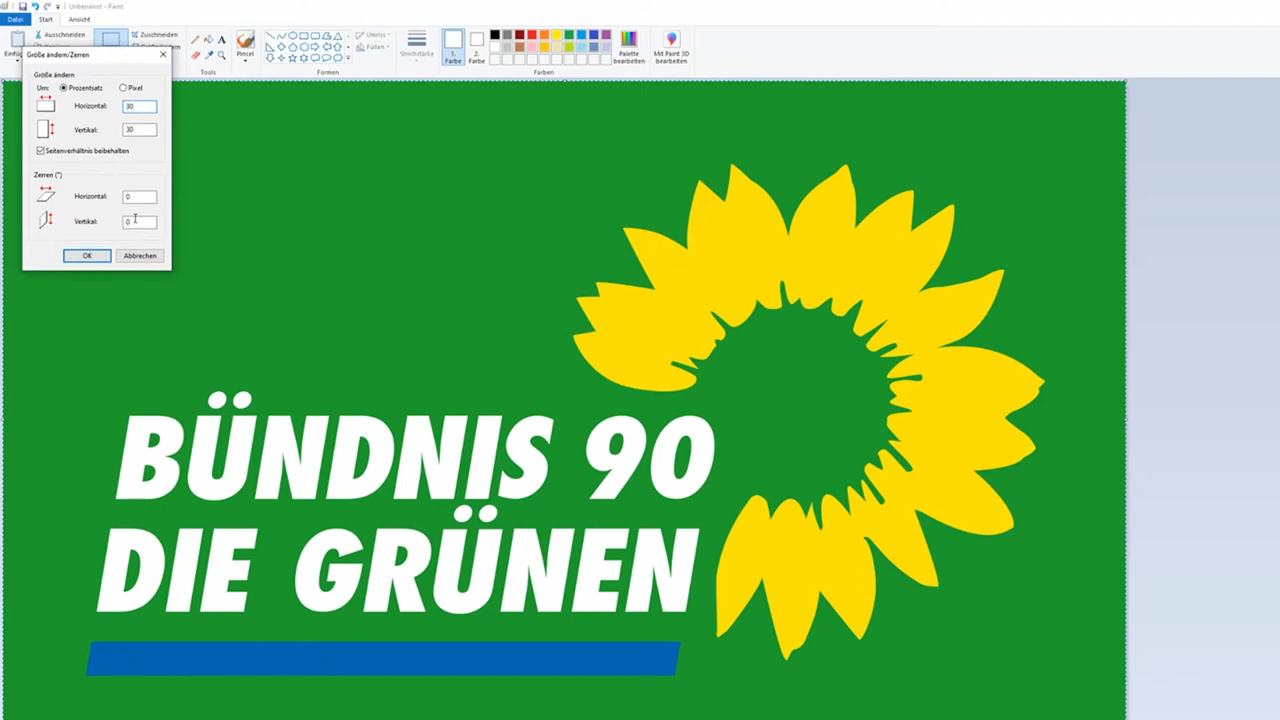 Unbenannt - Paint
Datei Start Ansicht
Ausschneiden
Zuschneiden
Umriss
Füllen
Pinsel
Strichstärke
1. Farbe
2. Farbe
Palette bearbeiten
Mit Paint 3D bearbeiten
Tools
Formen
Farben
Größe ändern/Zerren
Größe ändern
Um: Prozentsatz Pixel
Horizontal: 30
Vertikal: 30
Seitenverhältnis beibehalten
Zerren (°)
Horizontal: 0
Vertikal: 0
OK Abbrechen
BÜNDNIS 90
DIE GRÜNEN